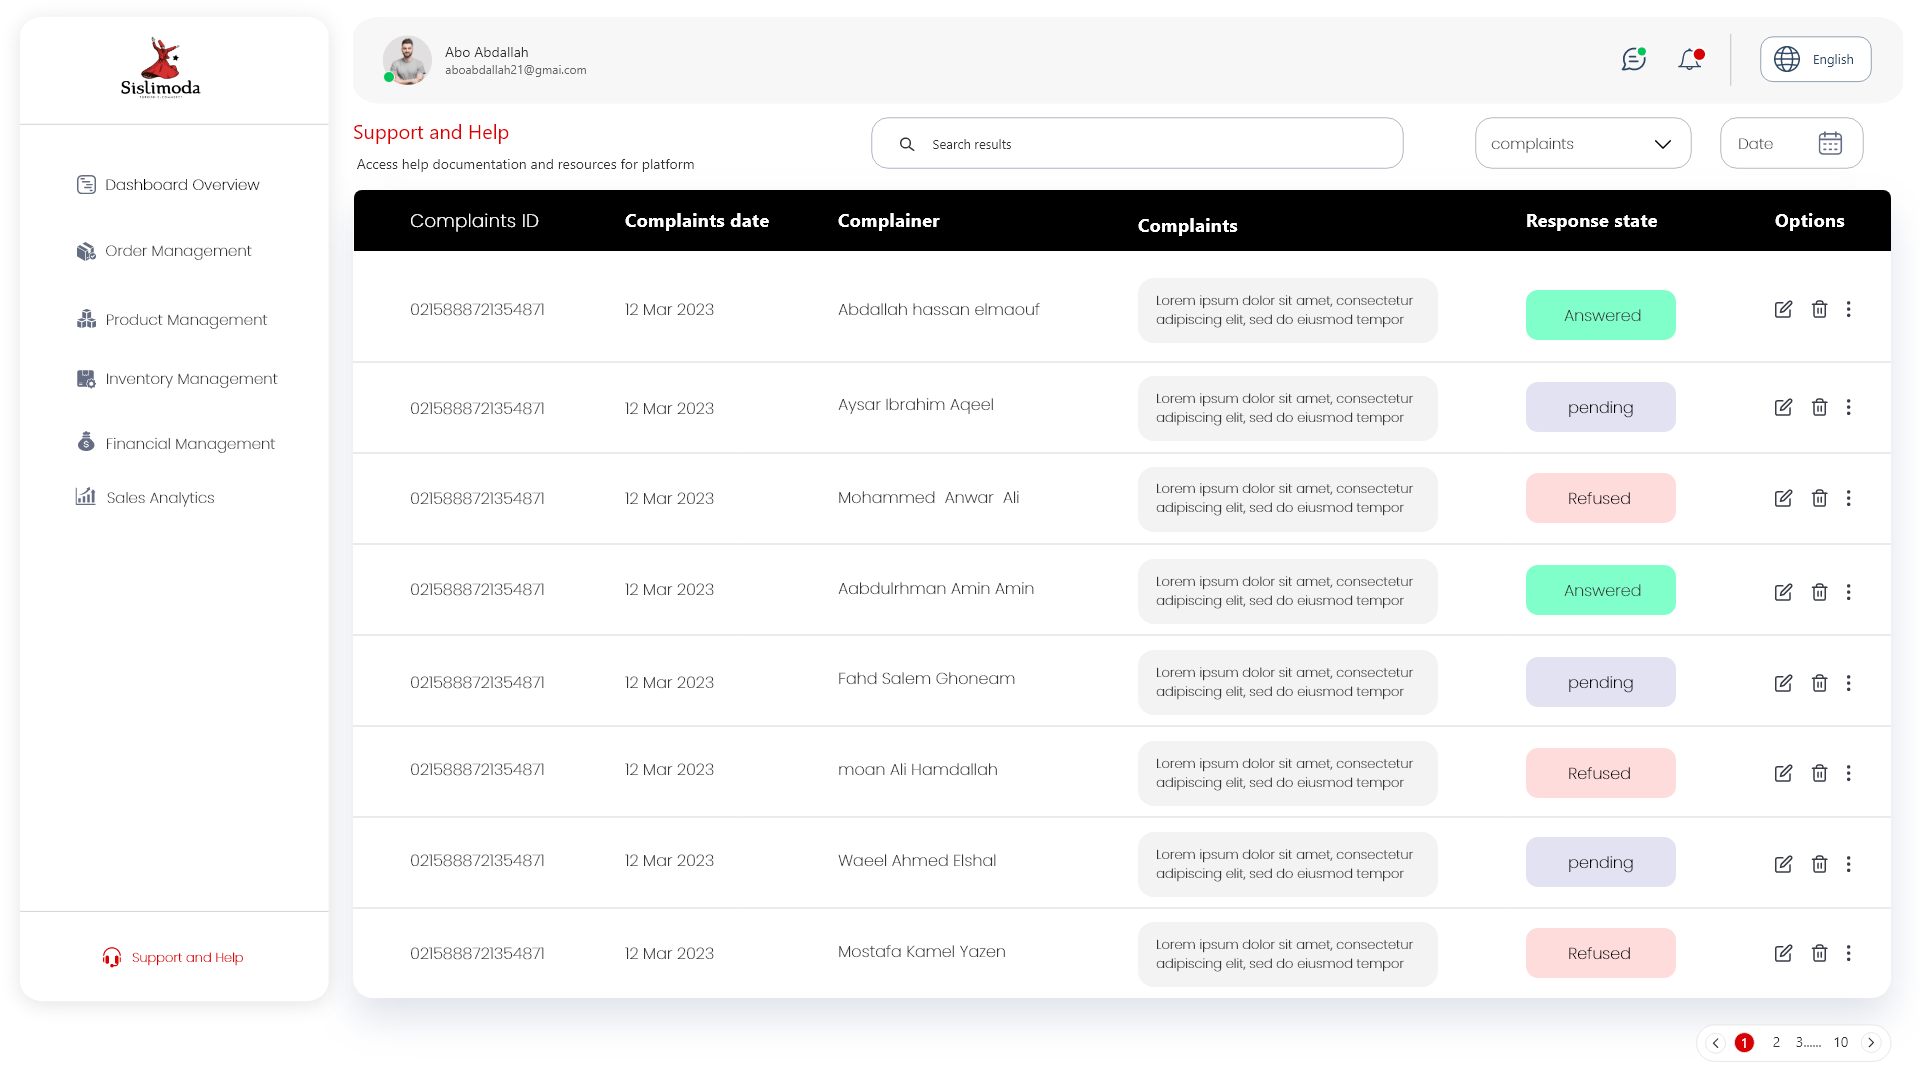 Sislimoda
Dashboard Overview
Order Management
Product Management
Inventory Management
Financial Management
Sales Analytics
Support and Help
Abo Abdallah
aboabdallah21@gmai.com
English
Support and Help
Access help documentation and resources for platform
Search results
complaints
Date
Complaints ID Complaints date Complainer Complaints Response state Options
0215888721354871 12 Mar 2023 Abdallah hassan elmaouf
Lorem ipsum dolor sit amet, consectetur
adipiscing elit, sed do eiusmod tempor
Answered
0215888721354871 12 Mar 2023 Aysar Ibrahim Aqeel
Lorem ipsum dolor sit amet, consectetur
adipiscing elit, sed do eiusmod tempor
pending
0215888721354871 12 Mar 2023 Mohammed Anwar Ali
Lorem ipsum dolor sit amet, consectetur
adipiscing elit, sed do eiusmod tempor
Refused
0215888721354871 12 Mar 2023 Aabdulrhman Amin Amin
Lorem ipsum dolor sit amet, consectetur
adipiscing elit, sed do eiusmod tempor
Answered
0215888721354871 12 Mar 2023 Fahd Salem Ghoneam
Lorem ipsum dolor sit amet, consectetur
adipiscing elit, sed do eiusmod tempor
pending
0215888721354871 12 Mar 2023 moan Ali Hamdallah
Lorem ipsum dolor sit amet, consectetur
adipiscing elit, sed do eiusmod tempor
Refused
0215888721354871 12 Mar 2023 Waeel Ahmed Elshal
Lorem ipsum dolor sit amet, consectetur
adipiscing elit, sed do eiusmod tempor
pending
0215888721354871 12 Mar 2023 Mostafa Kamel Yazen
Lorem ipsum dolor sit amet, consectetur
adipiscing elit, sed do eiusmod tempor
Refused
1 2 3...... 10